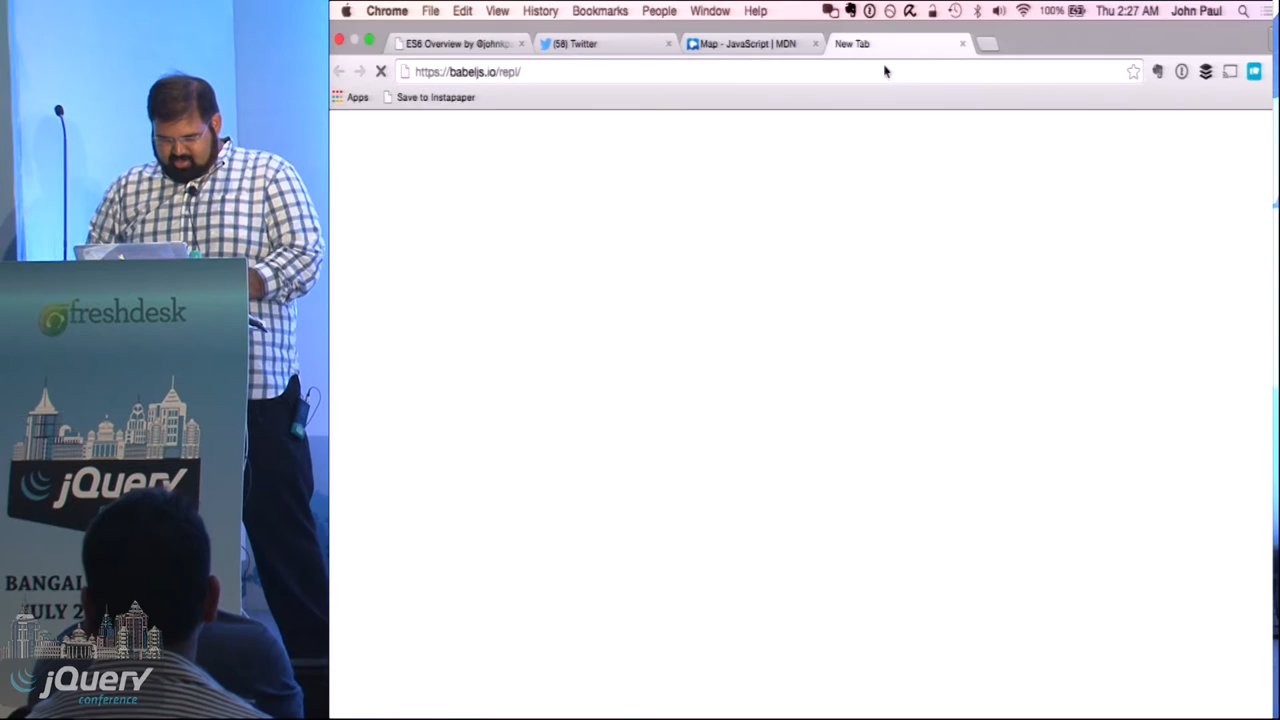 Chrome File Edit View History Bookmarks People Window Help
100%
Thu 2:27 AM John Paul
ES6 Overview by @johnkp
(58) Twitter
Map - JavaScript | MDN
New Tab
https://babeljs.io/repl/
Apps
Save to Instapaper
freshdesk
jQuery
BANGAL
JULY 2
jQuery
conference